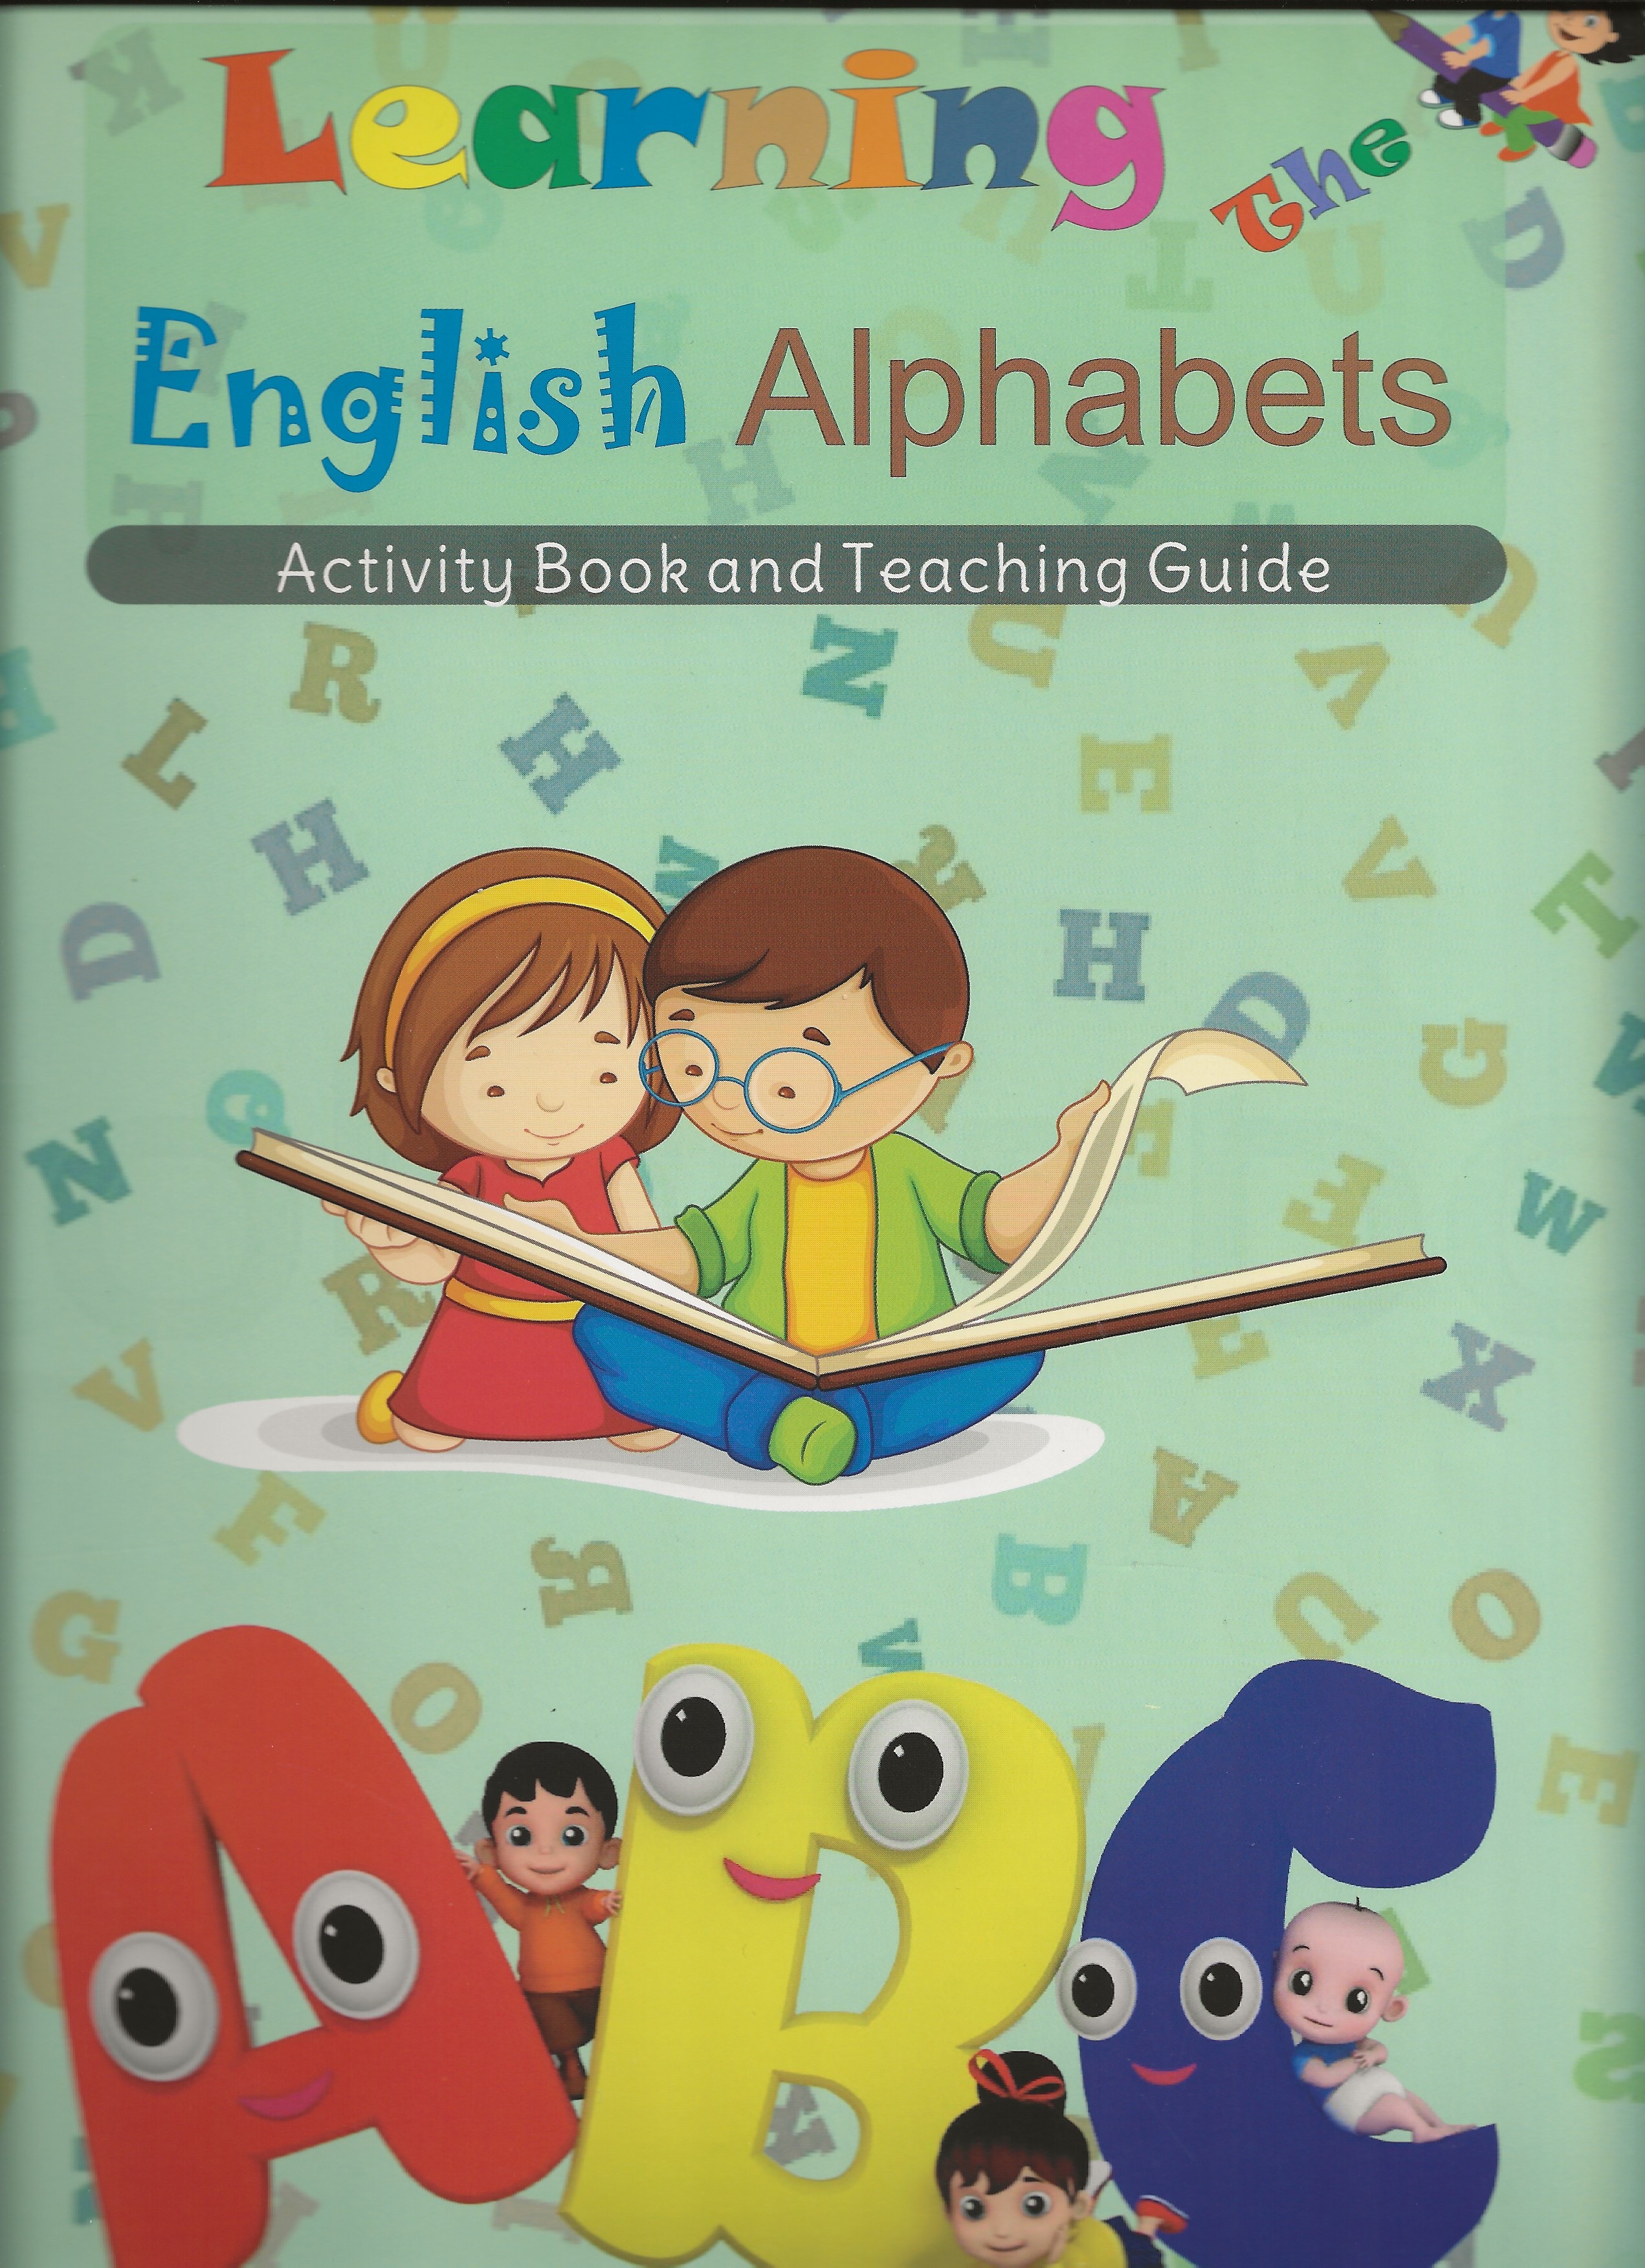 Learning The
English Alphabets
Activity Book and Teaching Guide
A B C